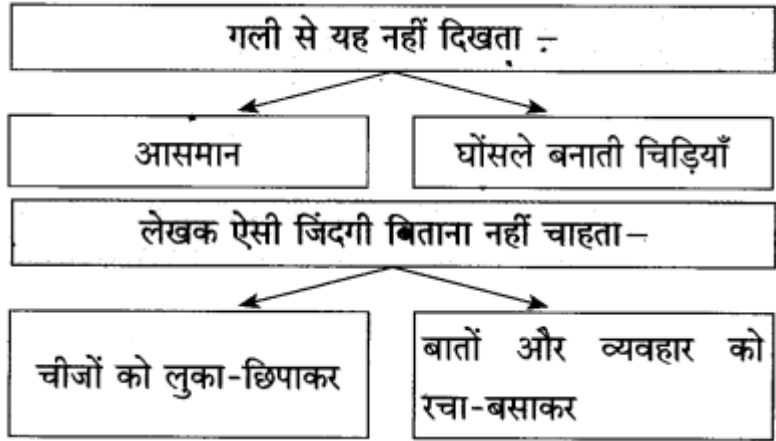 गली से यह नहीं दिखता –
आसमान
घोंसले बनाती चिड़ियाँ
लेखक ऐसी जिंदगी बिताना नहीं चाहता–
चीजों को लुका-छिपाकर
बातों और व्यवहार को
रचा-बसाकर